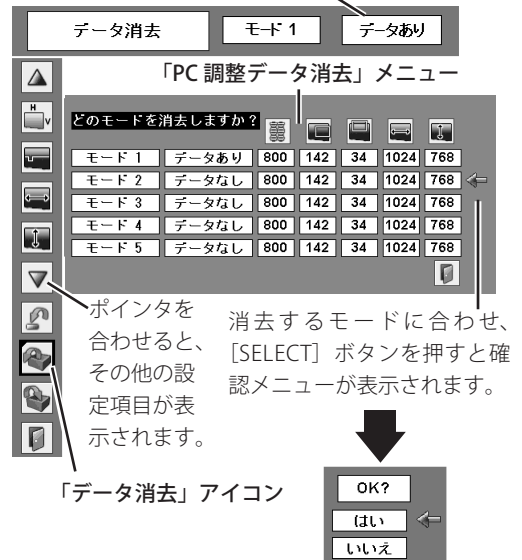 データ消去 モード 1 データあり
「PC 調整データ消去」メニュー
H
V
どのモードを消去しますか?
モード 1 データあり 800 142 34 1024 768
モード 2 データなし 800 142 34 1024 768
モード 3 データなし 800 142 34 1024 768
モード 4 データなし 800 142 34 1024 768
モード 5 データなし 800 142 34 1024 768
ポインタを
合わせると、
その他の設
定項目が表
示されます。
消去するモードに合わせ、
[SELECT]ボタンを押すと確
認メニューが表示されます。
「データ消去」アイコン
OK?
はい
いいえ